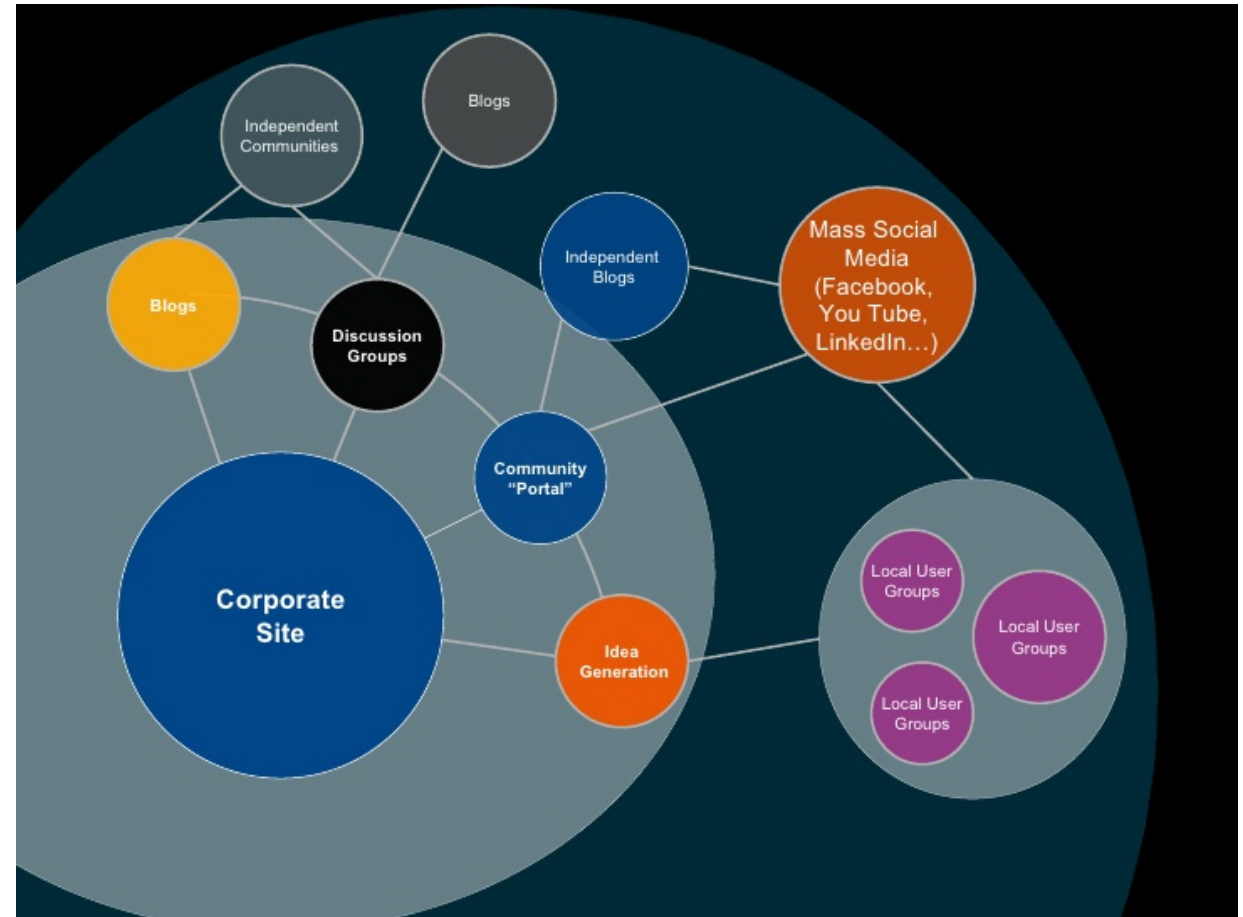 Blogs
Independent
Communities
Mass Social
Media
(Facebook,
You Tube,
LinkedIn…)
Independent
Blogs
Blogs
Discussion
Groups
Community
“Portal”
Corporate
Site
Idea
Generation
Local User
Groups
Local User
Groups
Local User
Groups